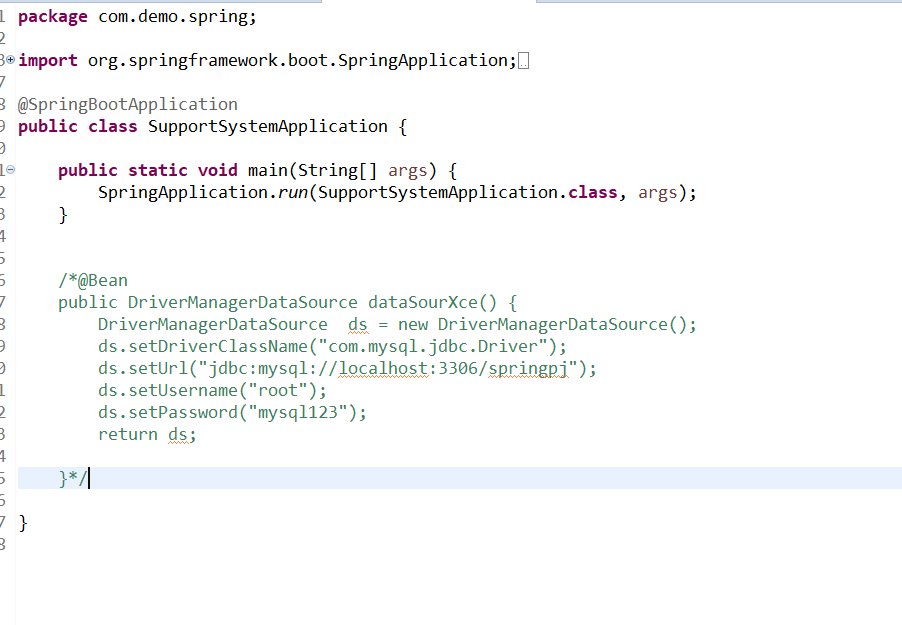 1 package com.demo.spring;
2
3 import org.springframework.boot.SpringApplication;
7
8 @SpringBootApplication
9 public class SupportSystemApplication {
0
1 public static void main(String[] args) {
2 SpringApplication.run(SupportSystemApplication.class, args);
3 }
4
5
6 /*@Bean
7 public DriverManagerDataSource dataSourXce() {
8 DriverManagerDataSource  ds = new DriverManagerDataSource();
9 ds.setDriverClassName("com.mysql.jdbc.Driver");
0 ds.setUrl("jdbc:mysql://localhost:3306/springpj");
1 ds.setUsername("root");
2 ds.setPassword("mysql123");
3 return ds;
4
5 }*/
6
7 }
8